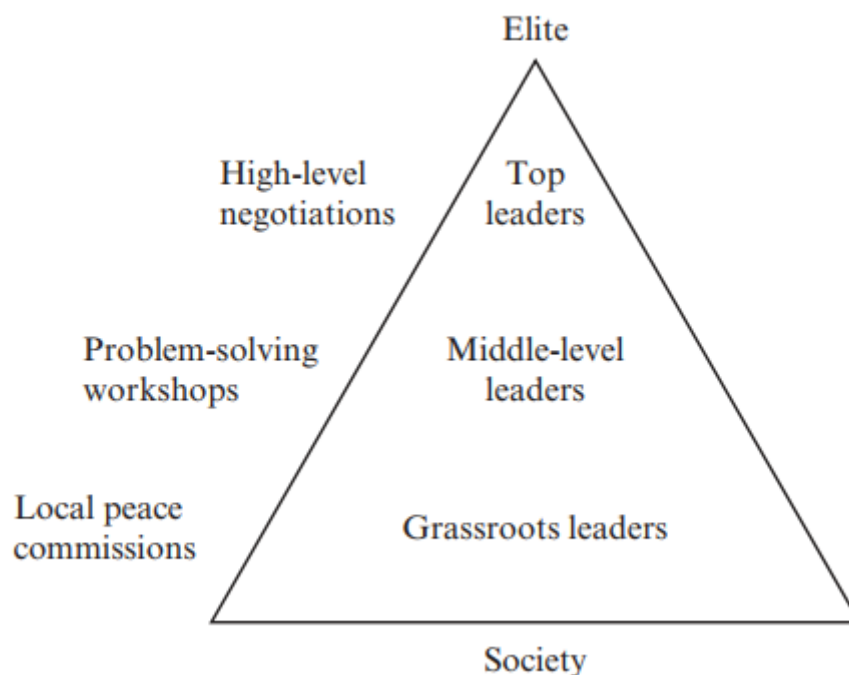 Elite
High-level
negotiations
Top
leaders
Problem-solving
workshops
Middle-level
leaders
Local peace
commissions
Grassroots leaders
Society